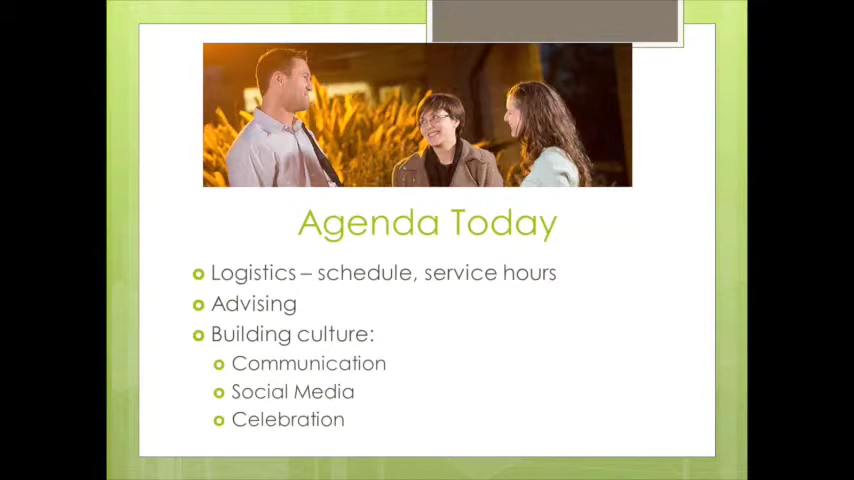 Agenda Today
Logistics – schedule, service hours
Advising
Building culture:
Communication
Social Media
Celebration